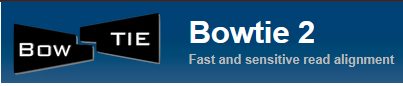 BOW TIE
Bowtie 2
Fast and sensitive read alignment